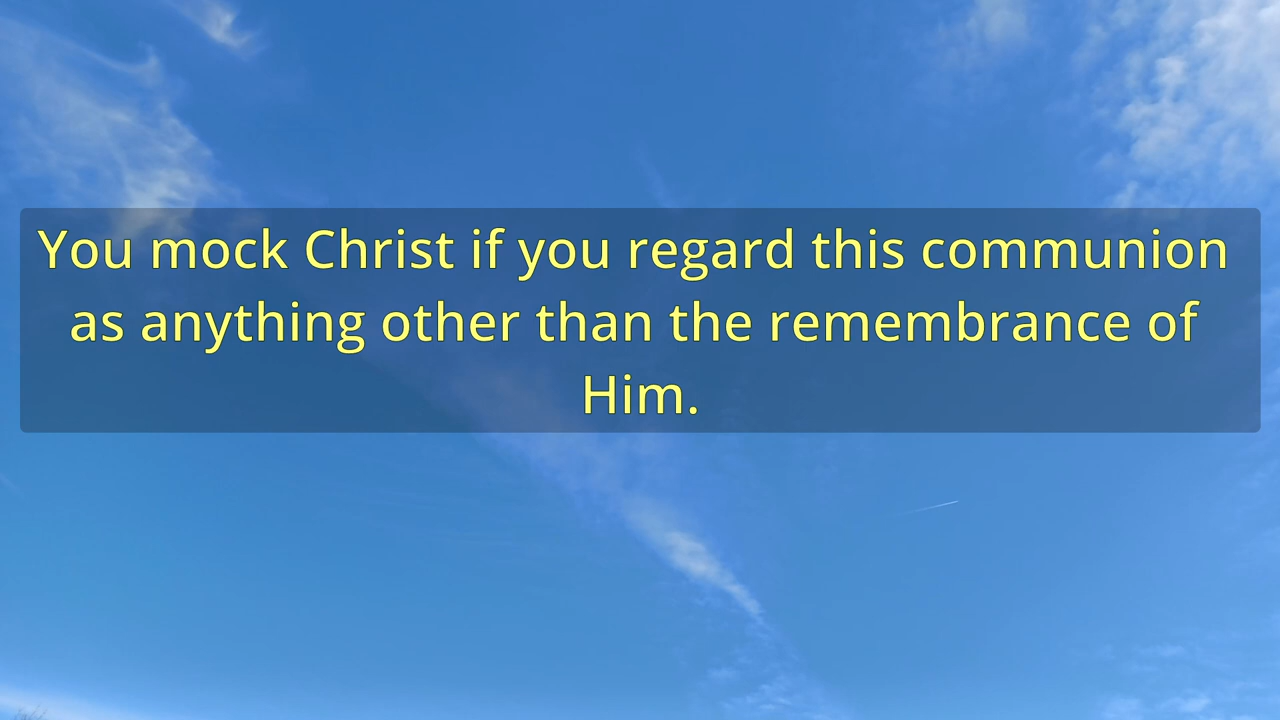 You mock Christ if you regard this communion
as anything other than the remembrance of
Him.